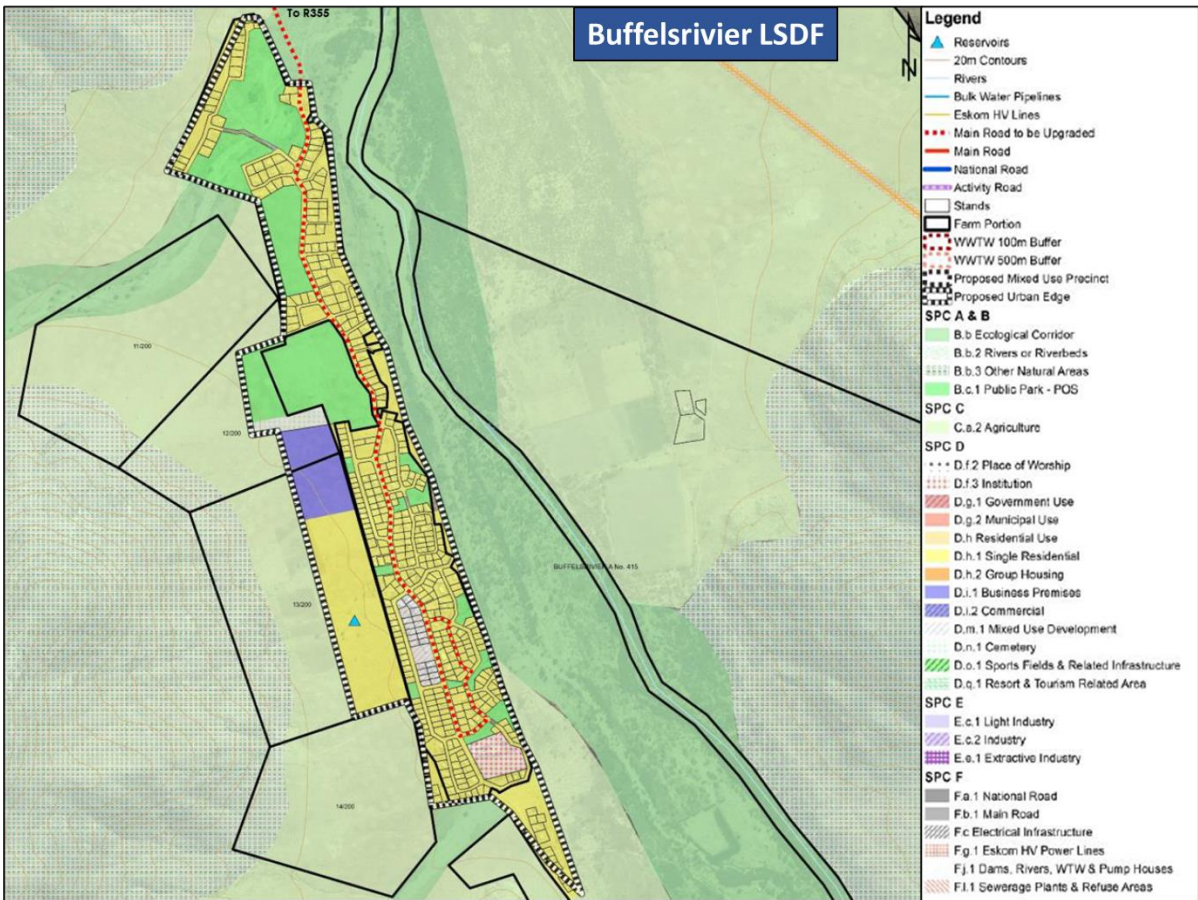 To R355
Buffelsrivier LSDF
N
11/200
12/200
13/200
14/200
BUFFELSRIVIER A No. 415
Legend
Reservoirs
20m Contours
Rivers
Bulk Water Pipelines
Eskom HV Lines
Main Road to be Upgraded
Main Road
National Road
Activity Road
Stands
Farm Portion
WWTW 100m Buffer
WWTW 500m Buffer
Proposed Mixed Use Precinct
Proposed Urban Edge
SPC A & B
B.b Ecological Corridor
B.b.2 Rivers or Riverbeds
B.b.3 Other Natural Areas
B.c.1 Public Park - POS
SPC C
C.a.2 Agriculture
SPC D
D.f.2 Place of Worship
D.f.3 Institution
D.g.1 Government Use
D.g.2 Municipal Use
D.h Residential Use
D.h.1 Single Residential
D.h.2 Group Housing
D.i.1 Business Premises
D.i.2 Commercial
D.m.1 Mixed Use Development
D.n.1 Cemetery
D.o.1 Sports Fields & Related Infrastructure
D.q.1 Resort & Tourism Related Area
SPC E
E.c.1 Light Industry
E.c.2 Industry
E.e.1 Extractive Industry
SPC F
F.a.1 National Road
F.b.1 Main Road
F.c Electrical Infrastructure
F.g.1 Eskom HV Power Lines
F.j.1 Dams, Rivers, WTW & Pump Houses
F.l.1 Sewerage Plants & Refuse Areas